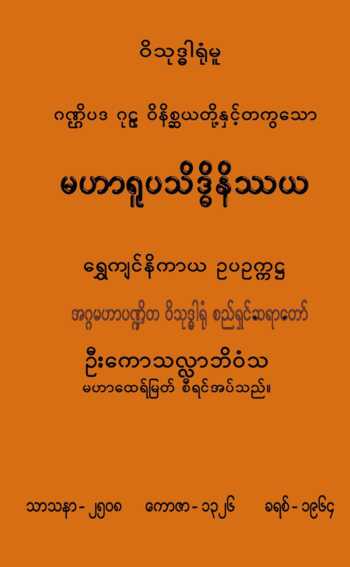 ဝိသုဒ္ဓါရုံမူ
ဂဏ္ဌိပဒ ဂုဠှ ဝိနိစ္ဆယတို့နှင့်တကွသော
မဟာရူပသိဒ္ဓိနိဿယ
ရွှေကျင်နိကာယ ဥပဥက္ကဋ္ဌ
အဂ္ဂမဟာပဏ္ဍိတ ဝိသုဒ္ဓါရုံ စည်ရှင်ဆရာတော်
ဦးကောသလ္လာဘိဝံသ
မဟာထေရ်မြတ် စီရင်အပ်သည်။
သာသနာ - ၂၅၀၈ ကောဇာ - ၁၃၂၆ ခရစ် - ၁၉၆၄